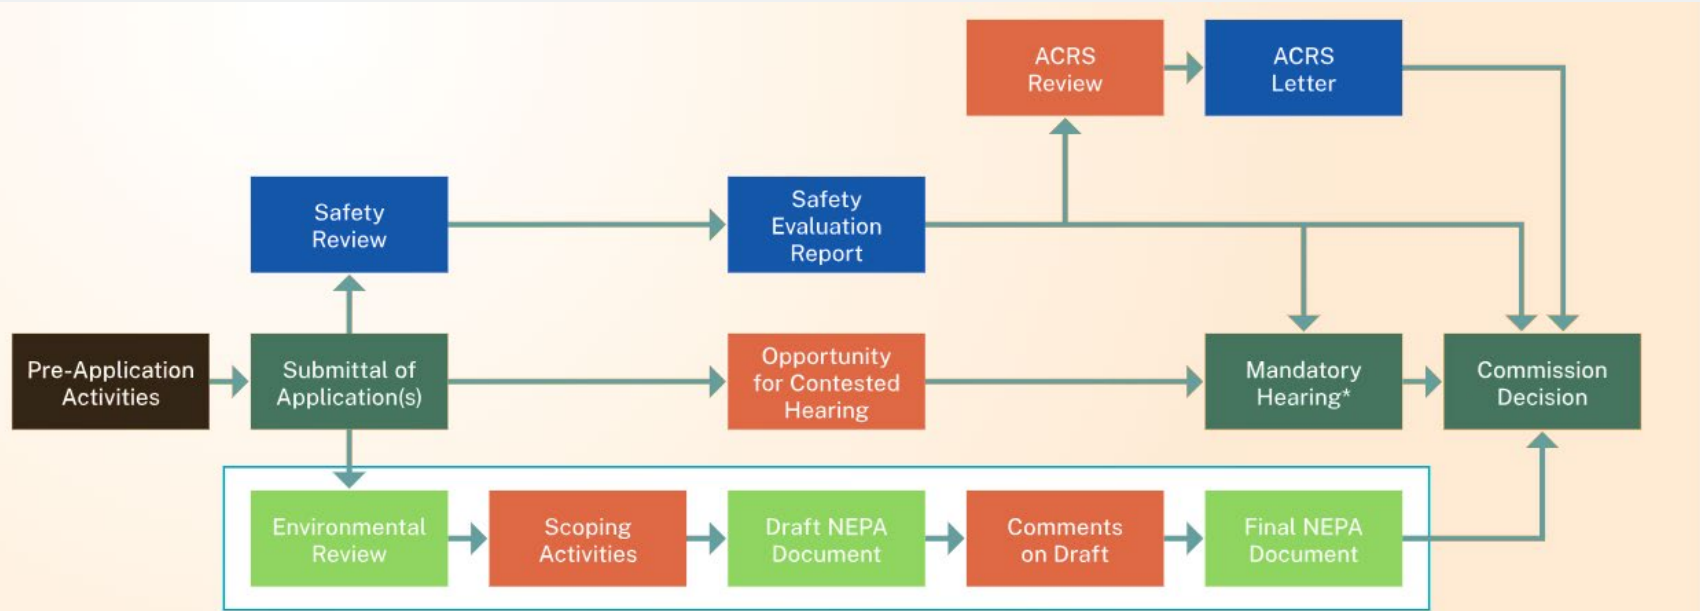 ACRS
Review
ACRS
Letter
Safety
Review
Safety
Evaluation
Report
Pre-Application
Activities
Submittal of
Application(s)
Opportunity
for Contested
Hearing
Mandatory
Hearing*
Commission
Decision
Environmental
Review
Scoping
Activities
Draft NEPA
Document
Comments
on Draft
Final NEPA
Document